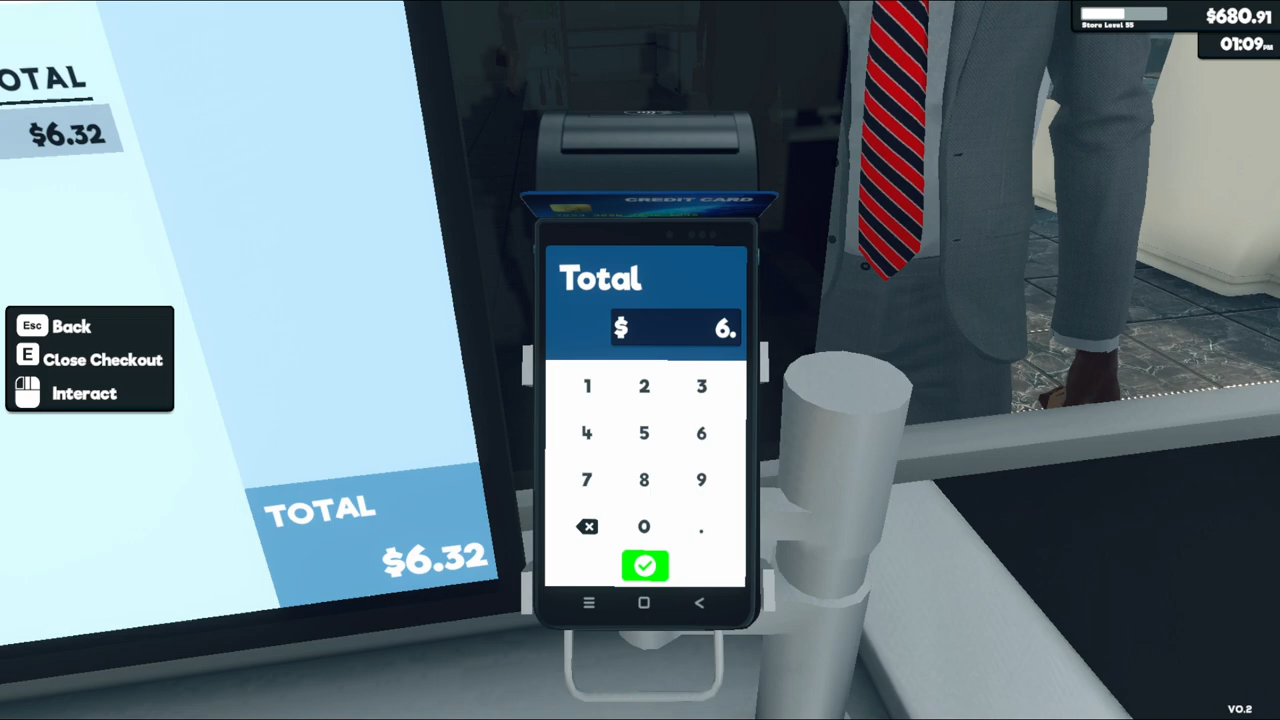 $680.91
Store Level 55
01:09PM
OTAL
$6.32
CREDIT CARD
Total
$ 6.
Esc Back
E Close Checkout
Interact
1 2 3
4 5 6
7 8 9
0 .
TOTAL
$6.32
V0.2